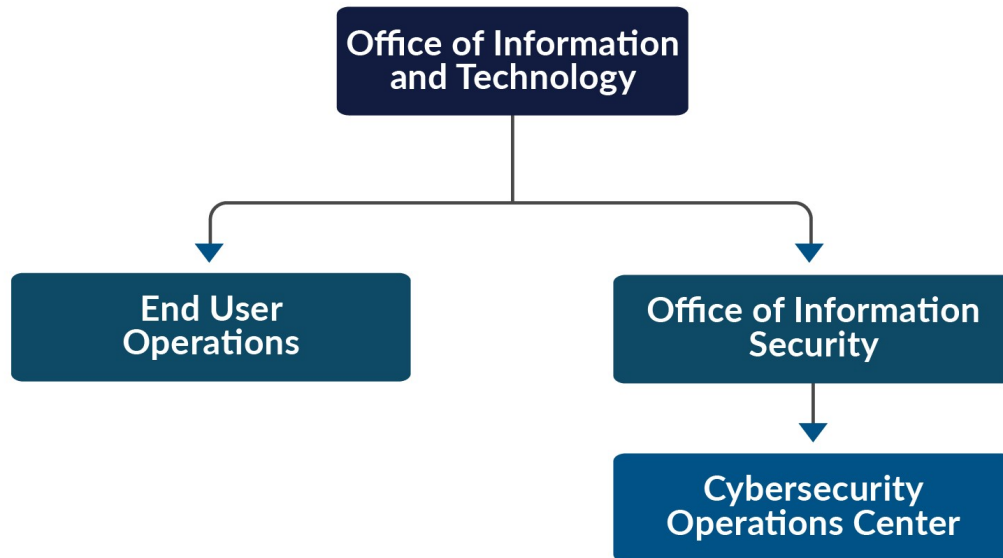 Office of Information
and Technology
End User
Operations
Office of Information
Security
Cybersecurity
Operations Center